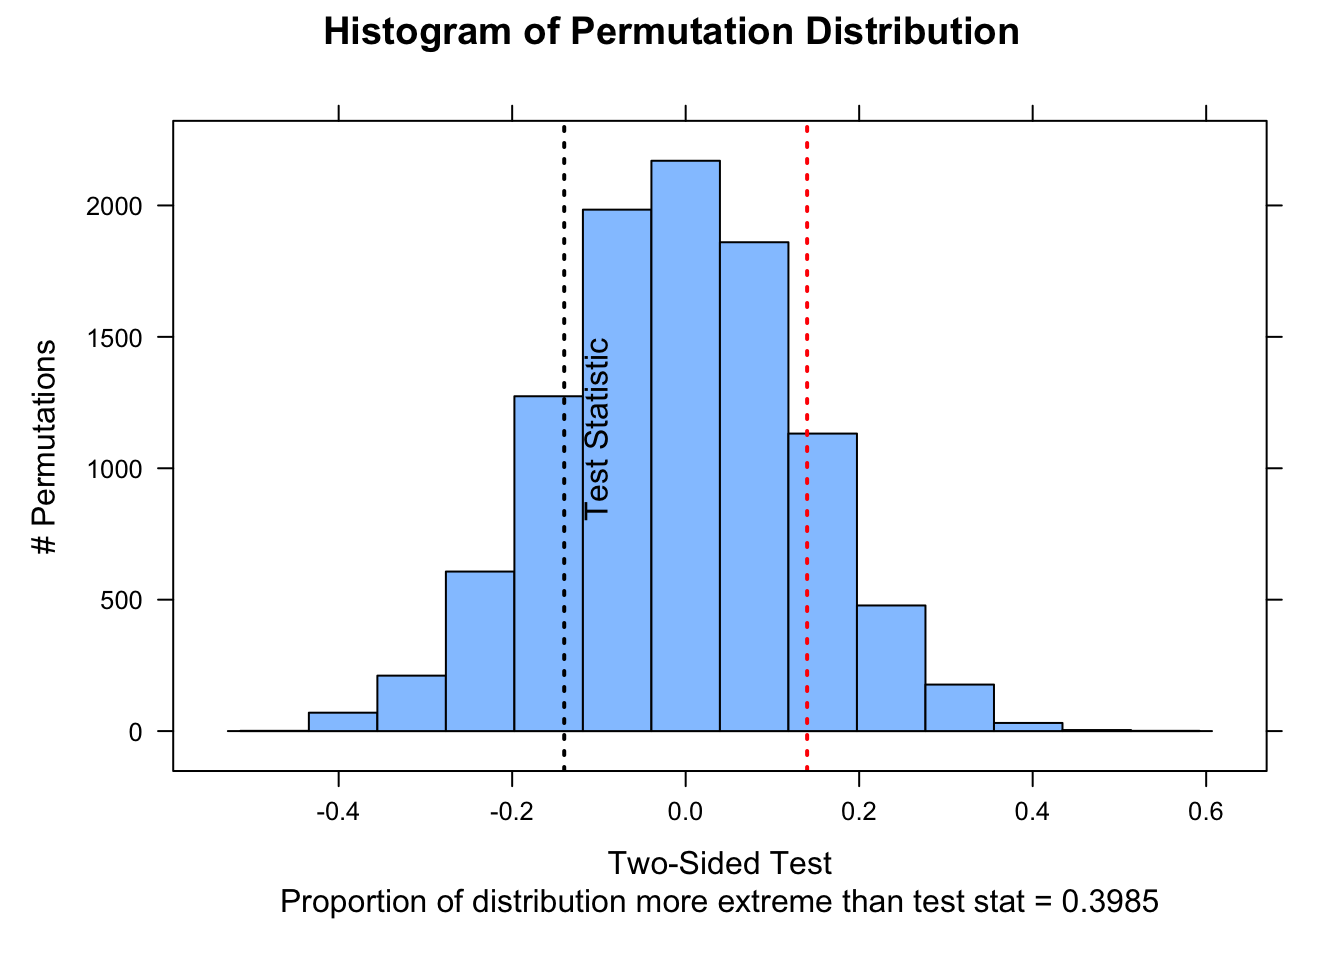 Histogram of Permutation Distribution
2000
1500
1000
500
0
# Permutations
Test Statistic
-0.4
-0.2
0.0
0.2
0.4
0.6
Two-Sided Test
Proportion of distribution more extreme than test stat = 0.3985